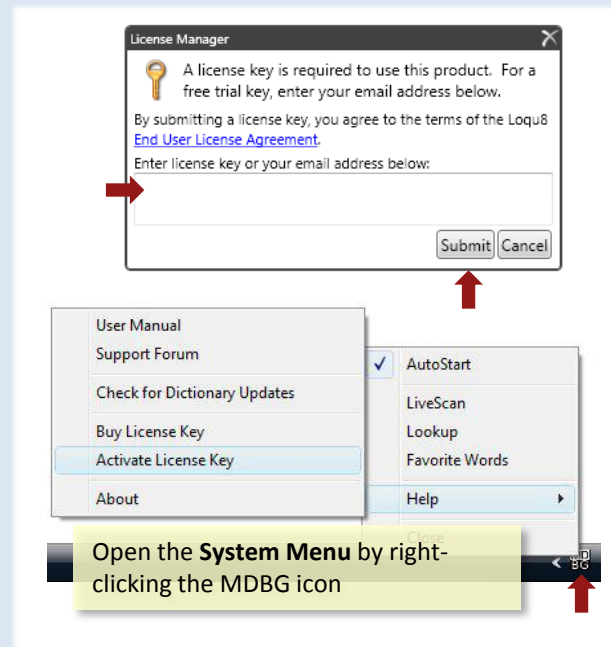 License Manager
A license key is required to use this product. For a
free trial key, enter your email address below.
By submitting a license key, you agree to the terms of the Loqu8
End User License Agreement.
Enter license key or your email address below:
Submit Cancel
User Manual
Support Forum
Check for Dictionary Updates
Buy License Key
Activate License Key
About
AutoStart
LiveScan
Lookup
Favorite Words
Help
Close
Open the System Menu by right-
clicking the MDBG icon
MD
BG